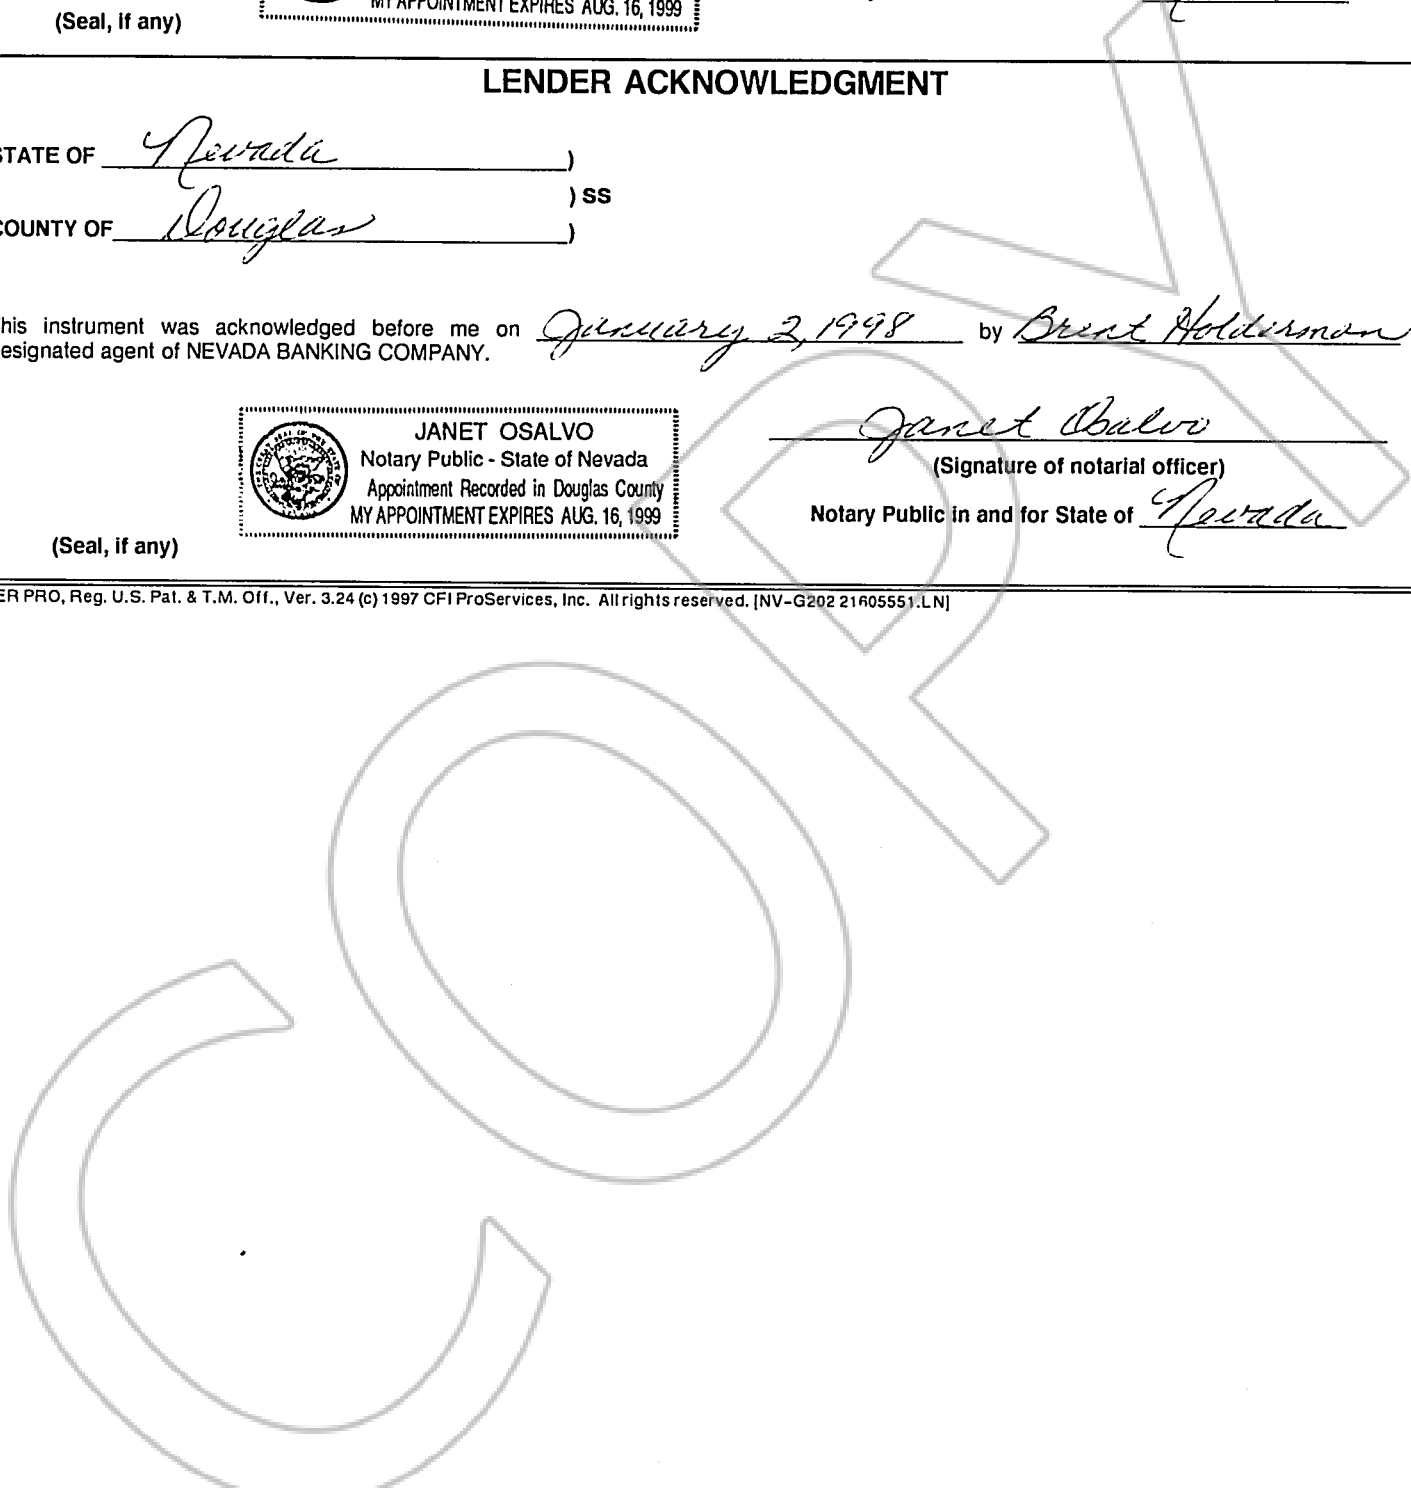 MY APPOINTMENT EXPIRES AUG. 16, 1999
(Seal, if any)
LENDER ACKNOWLEDGMENT
STATE OF Nevada )
) SS
COUNTY OF Douglas )
his instrument was acknowledged before me on January 2, 1998 by Brent Holderman
esignated agent of NEVADA BANKING COMPANY.
JANET OSALVO
Notary Public - State of Nevada
Appointment Recorded in Douglas County
MY APPOINTMENT EXPIRES AUG. 16, 1999
Janet Osalvo
(Signature of notarial officer)
Notary Public in and for State of Nevada
(Seal, if any)
ER PRO, Reg. U.S. Pat. & T.M. Off., Ver. 3.24 (c) 1997 CFI ProServices, Inc. All rights reserved. [NV-G202 21605551.LN]
COPY